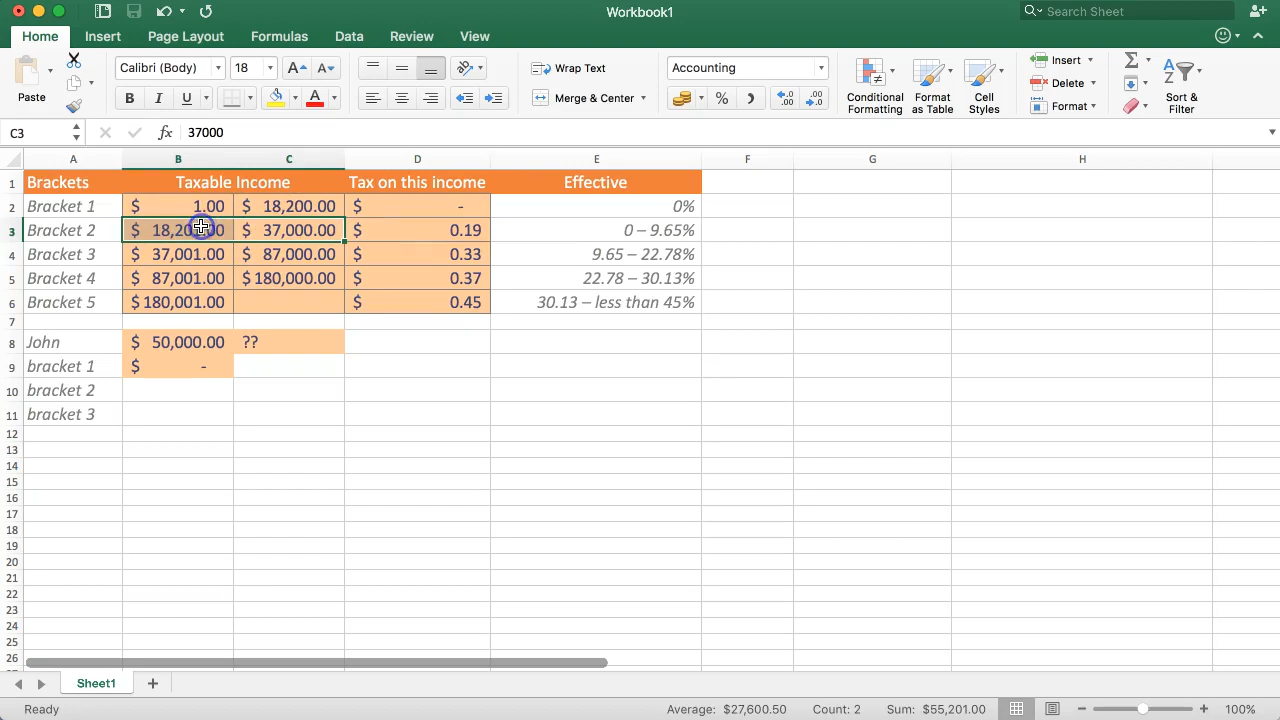 Workbook1
Search Sheet
Home Insert Page Layout Formulas Data Review View
Paste
Calibri (Body) 18
Wrap Text
Merge & Center
Accounting
Conditional Formatting
Format as Table
Cell Styles
Insert
Delete
Format
Sort & Filter
C3 fx 37000
A B C D E F G H
1 Brackets Taxable Income Tax on this income Effective
2 Bracket 1 $ 1.00 $ 18,200.00 $ - 0%
3 Bracket 2 $ $ 37,000.00 $ 0.19 0 – 9.65%
4 Bracket 3 $ 37,001.00 $ 87,000.00 $ 0.33 9.65 – 22.78%
5 Bracket 4 $ 87,001.00 $ 180,000.00 $ 0.37 22.78 – 30.13%
6 Bracket 5 $ 180,001.00 $ 0.45 30.13 – less than 45%
7
8 John $ 50,000.00 ??
9 bracket 1 $ -
10 bracket 2
11 bracket 3
12
13
14
15
16
17
18
19
20
21
22
23
24
25
26
Sheet1
Ready Average: $27,600.50 Count: 2 Sum: $55,201.00 100%